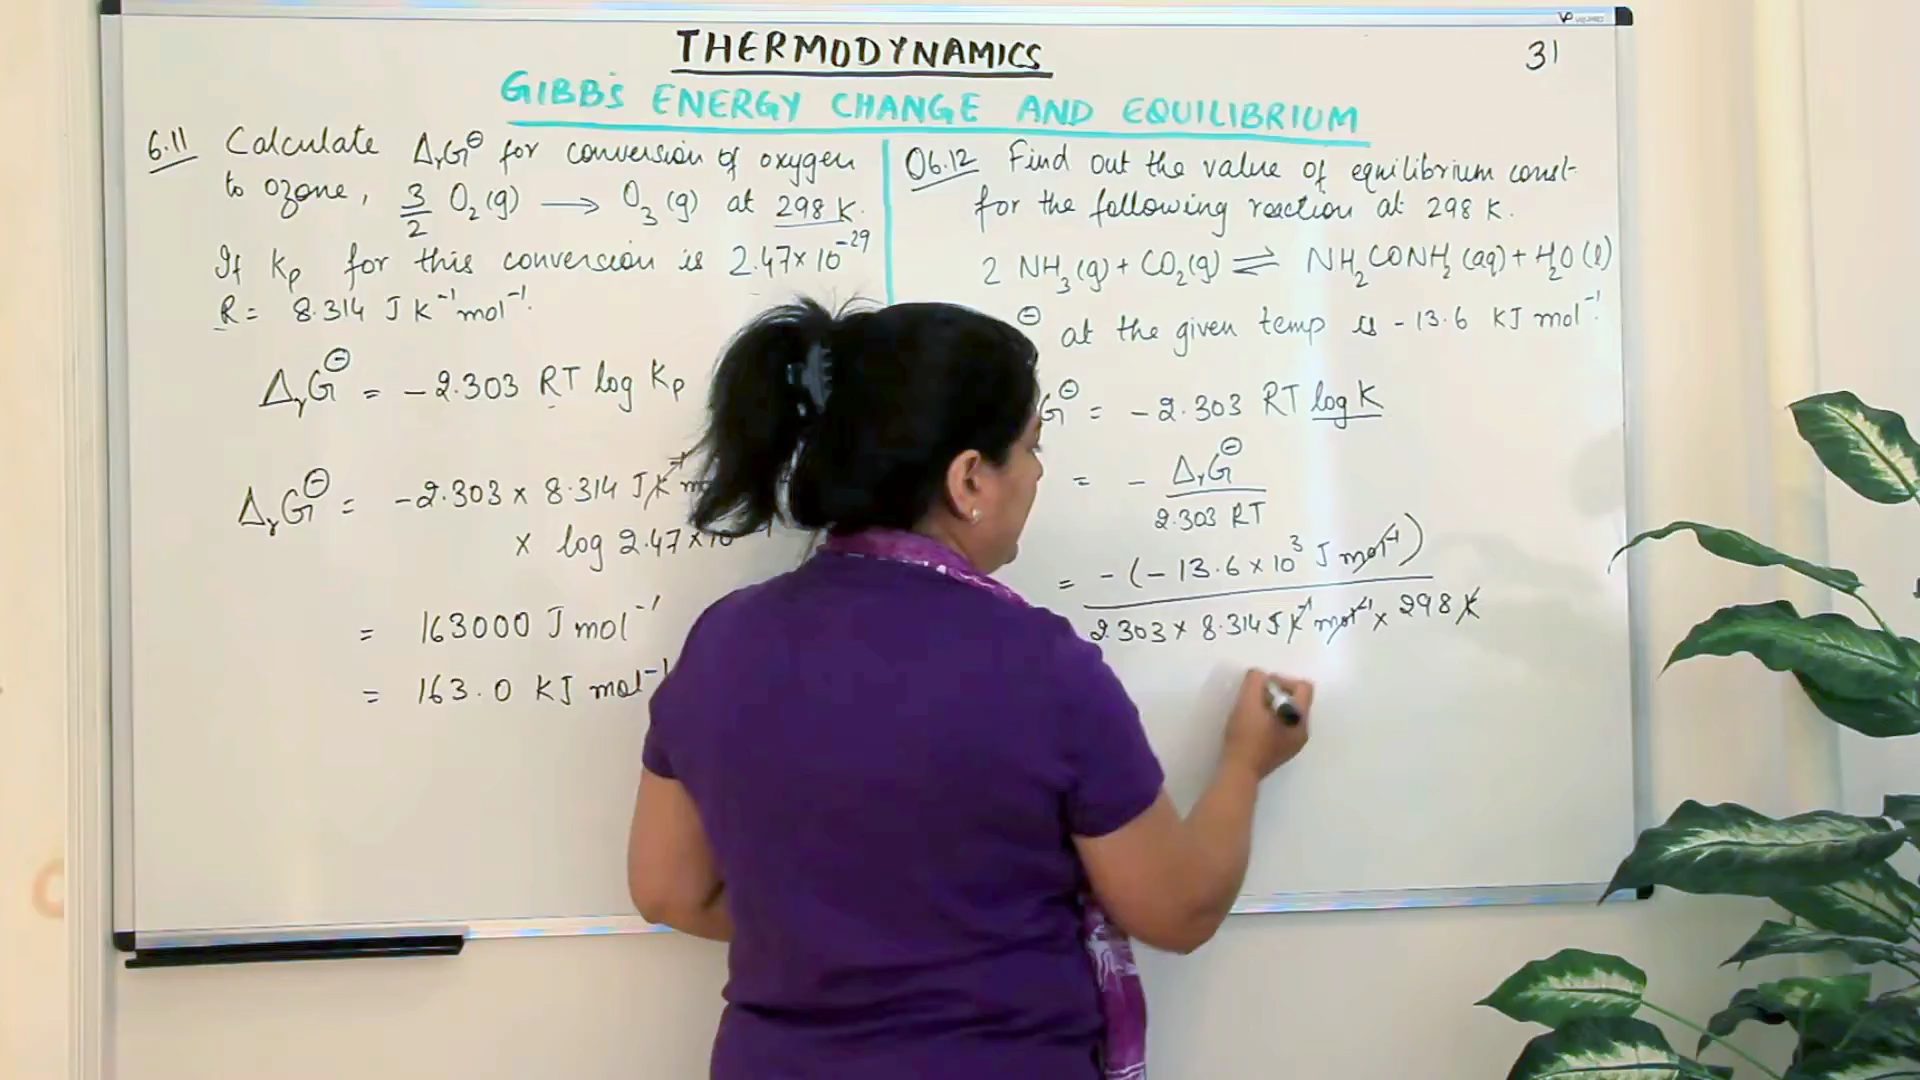 THERMODYNAMICS
31
GIBB'S ENERGY CHANGE AND EQUILIBRIUM
6.11 Calculate ΔrG⊖ for conversion of oxygen
to ozone, 3/2 O₂(g) ⟶ O₃(g) at 298 K.
If Kp for this conversion is 2.47×10⁻²⁹
R = 8.314 J K⁻¹mol⁻¹.
ΔrG⊖ = −2.303 RT log Kp
ΔrG⊖ = −2.303 × 8.314 J K⁻¹
× log 2.47×10
= 163000 J mol⁻¹
= 163.0 KJ mol⁻¹
Q6.12 Find out the value of equilibrium const-
for the following reaction at 298 K.
2 NH₃(g) + CO₂(g) ⇌ NH₂CONH₂(aq) + H₂O(l)
⊖ at the given temp is −13.6 KJ mol⁻¹.
G⊖ = −2.303 RT log K
= − ΔrG⊖
2.303 RT
= −(−13.6×10³ J mol⁻¹)
2.303 × 8.314 J K⁻¹ mol⁻¹ × 298 K